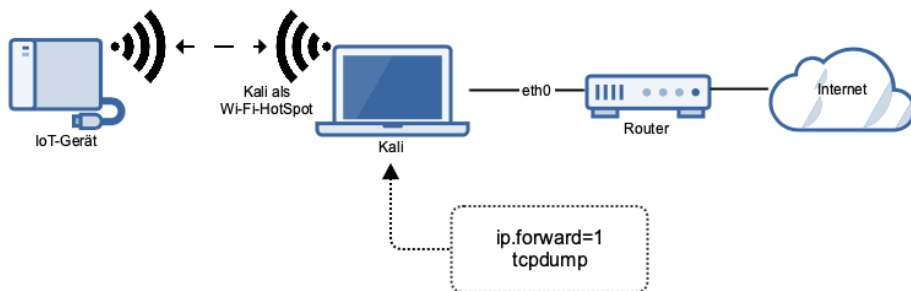 IoT-Gerät
Kali als
Wi-Fi-HotSpot
Kali
eth0
Router
Internet
ip.forward=1
tcpdump